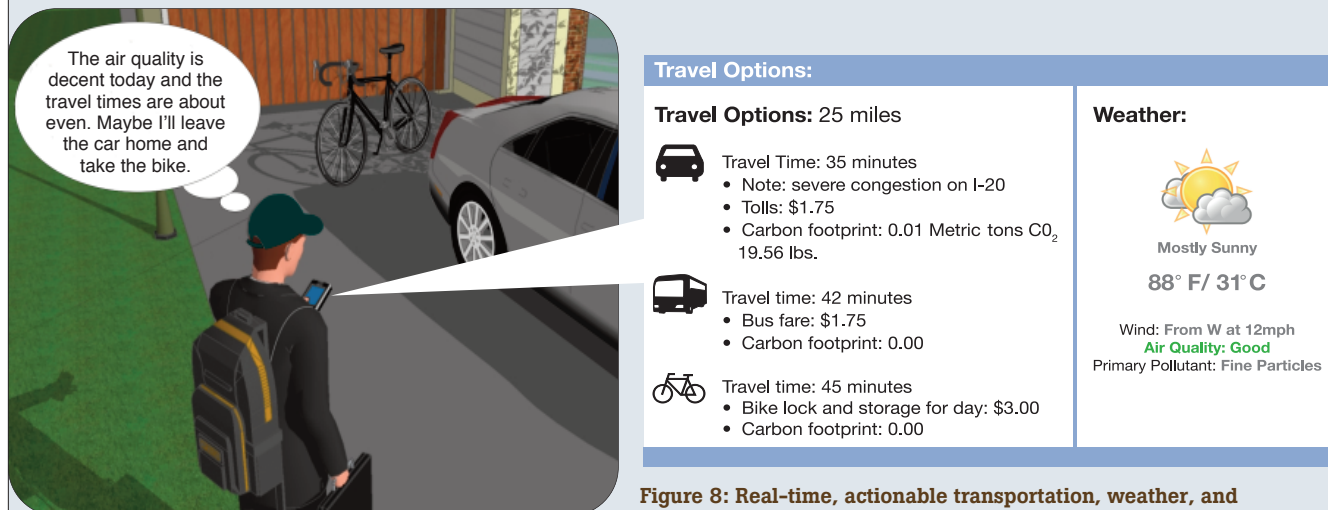 The air quality is
decent today and the
travel times are about
even. Maybe I'll leave
the car home and
take the bike.
Travel Options:
Travel Options: 25 miles
Travel Time: 35 minutes
• Note: severe congestion on I-20
• Tolls: $1.75
• Carbon footprint: 0.01 Metric tons C0₂
19.56 lbs.
Travel time: 42 minutes
• Bus fare: $1.75
• Carbon footprint: 0.00
Travel time: 45 minutes
• Bike lock and storage for day: $3.00
• Carbon footprint: 0.00
Weather:
Mostly Sunny
88° F/ 31°C
Wind: From W at 12mph
Air Quality: Good
Primary Pollutant: Fine Particles
Figure 8: Real-time, actionable transportation, weather, and